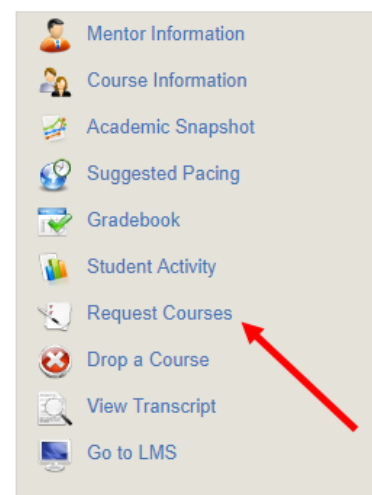 Mentor Information
Course Information
Academic Snapshot
Suggested Pacing
Gradebook
Student Activity
Request Courses
Drop a Course
View Transcript
Go to LMS